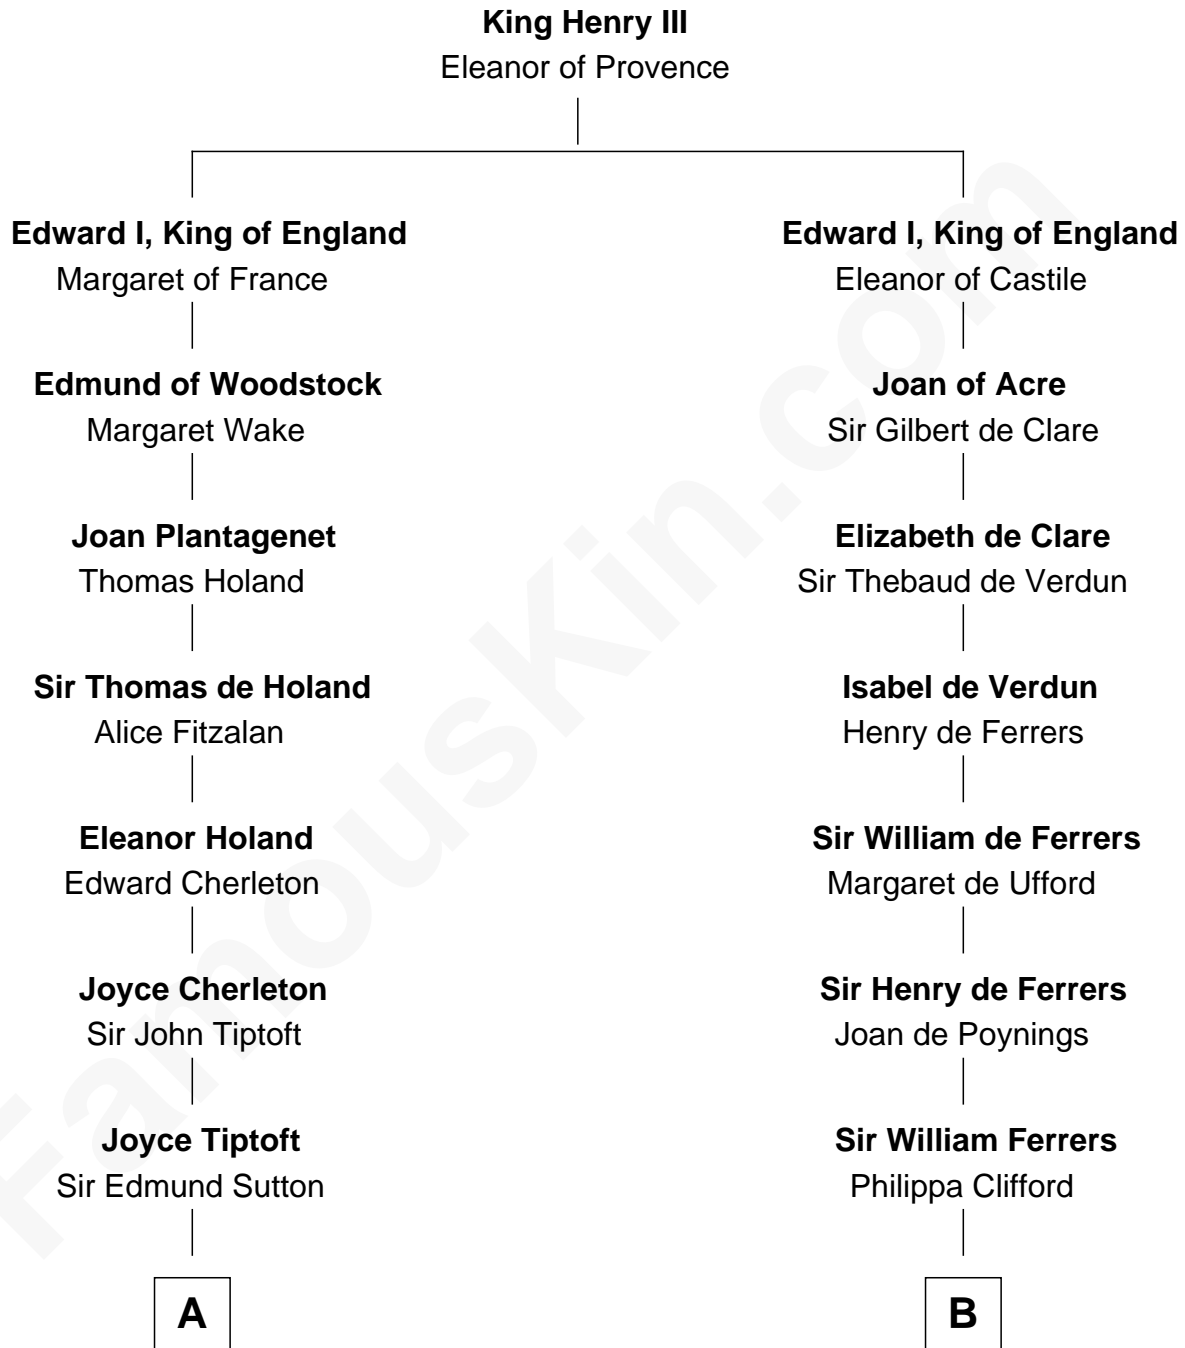 King Henry III
Eleanor of Provence
Edward I, King of England
Margaret of France
Edward I, King of England
Eleanor of Castile
Edmund of Woodstock
Margaret Wake
Joan of Acre
Sir Gilbert de Clare
Joan Plantagenet
Thomas Holand
Elizabeth de Clare
Sir Thebaud de Verdun
Sir Thomas de Holand
Alice Fitzalan
Isabel de Verdun
Henry de Ferrers
Eleanor Holand
Edward Cherleton
Sir William de Ferrers
Margaret de Ufford
Joyce Cherleton
Sir John Tiptoft
Sir Henry de Ferrers
Joan de Poynings
Joyce Tiptoft
Sir Edmund Sutton
Sir William Ferrers
Philippa Clifford
A
B
FamousKin.com